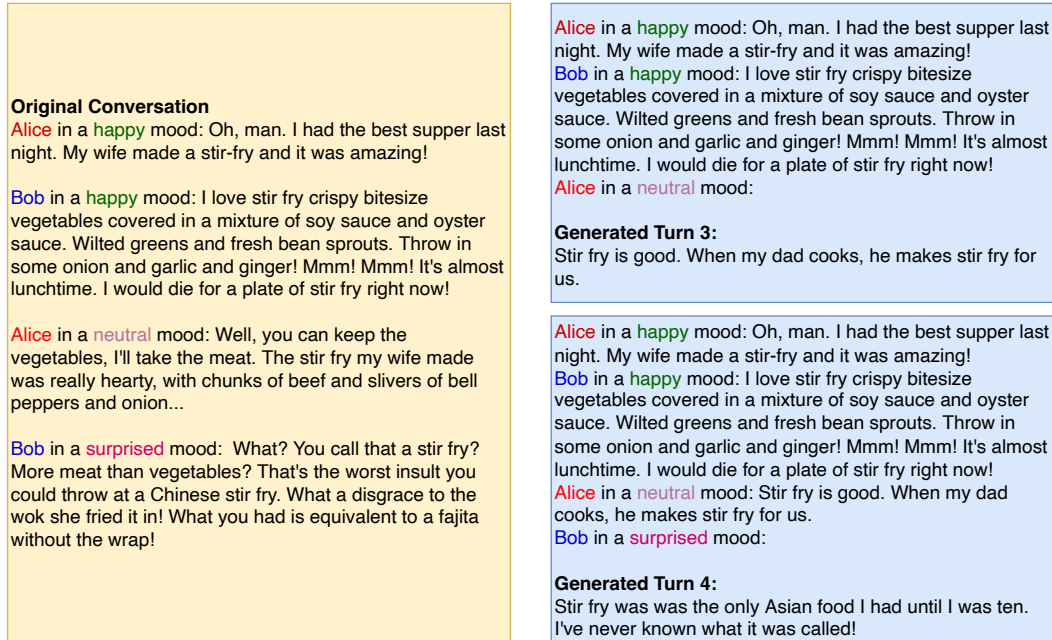 Original Conversation
Alice in a happy mood: Oh, man. I had the best supper last
night. My wife made a stir-fry and it was amazing!
Bob in a happy mood: I love stir fry crispy bitesize
vegetables covered in a mixture of soy sauce and oyster
sauce. Wilted greens and fresh bean sprouts. Throw in
some onion and garlic and ginger! Mmm! Mmm! It's almost
lunchtime. I would die for a plate of stir fry right now!
Alice in a neutral mood: Well, you can keep the
vegetables, I'll take the meat. The stir fry my wife made
was really hearty, with chunks of beef and slivers of bell
peppers and onion...
Bob in a surprised mood: What? You call that a stir fry?
More meat than vegetables? That's the worst insult you
could throw at a Chinese stir fry. What a disgrace to the
wok she fried it in! What you had is equivalent to a fajita
without the wrap!
Alice in a happy mood: Oh, man. I had the best supper last
night. My wife made a stir-fry and it was amazing!
Bob in a happy mood: I love stir fry crispy bitesize
vegetables covered in a mixture of soy sauce and oyster
sauce. Wilted greens and fresh bean sprouts. Throw in
some onion and garlic and ginger! Mmm! Mmm! It's almost
lunchtime. I would die for a plate of stir fry right now!
Alice in a neutral mood:
Generated Turn 3:
Stir fry is good. When my dad cooks, he makes stir fry for
us.
Alice in a happy mood: Oh, man. I had the best supper last
night. My wife made a stir-fry and it was amazing!
Bob in a happy mood: I love stir fry crispy bitesize
vegetables covered in a mixture of soy sauce and oyster
sauce. Wilted greens and fresh bean sprouts. Throw in
some onion and garlic and ginger! Mmm! Mmm! It's almost
lunchtime. I would die for a plate of stir fry right now!
Alice in a neutral mood: Stir fry is good. When my dad
cooks, he makes stir fry for us.
Bob in a surprised mood:
Generated Turn 4:
Stir fry was was the only Asian food I had until I was ten.
I've never known what it was called!